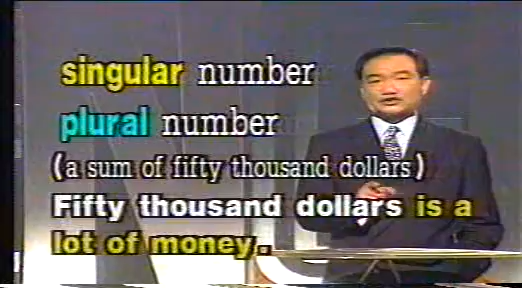 singular number
plural number
(a sum of fifty thousand dollars)
Fifty thousand dollars is a
lot of money.